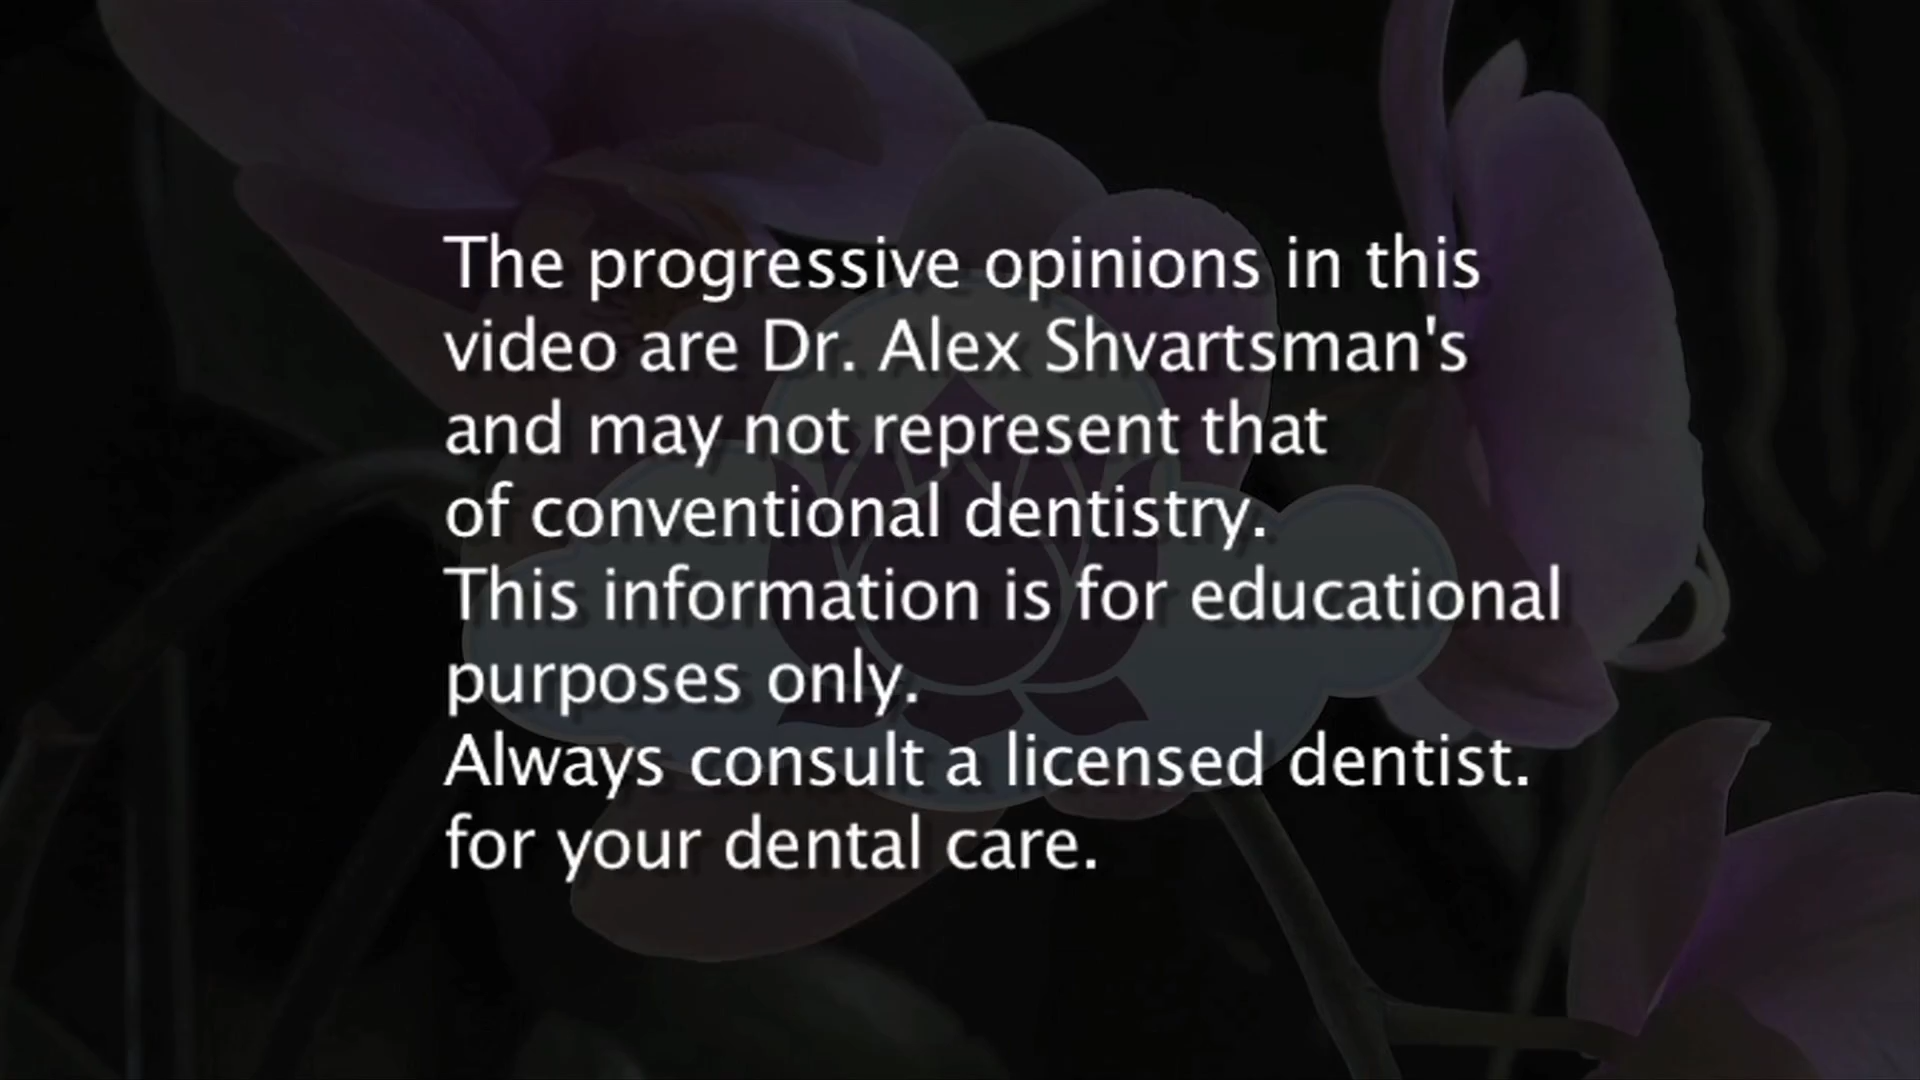 The progressive opinions in this
video are Dr. Alex Shvartsman's
and may not represent that
of conventional dentistry.
This information is for educational
purposes only.
Always consult a licensed dentist.
for your dental care.